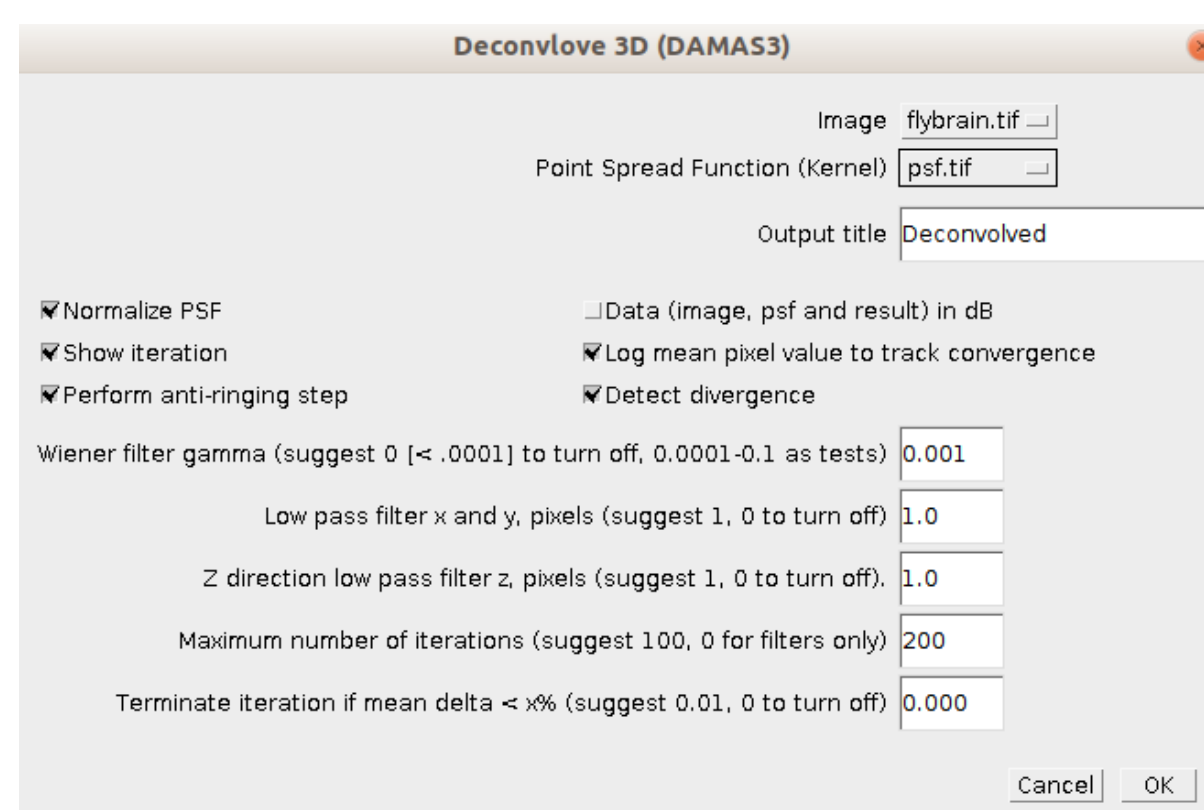 Deconvlove 3D (DAMAS3)
Image flybrain.tif
Point Spread Function (Kernel) psf.tif
Output title Deconvolved
Normalize PSF Data (image, psf and result) in dB
Show iteration Log mean pixel value to track convergence
Perform anti-ringing step Detect divergence
Wiener filter gamma (suggest 0 [< .0001] to turn off, 0.0001-0.1 as tests) 0.001
Low pass filter x and y, pixels (suggest 1, 0 to turn off) 1.0
Z direction low pass filter z, pixels (suggest 1, 0 to turn off). 1.0
Maximum number of iterations (suggest 100, 0 for filters only) 200
Terminate iteration if mean delta < x% (suggest 0.01, 0 to turn off) 0.000
Cancel OK